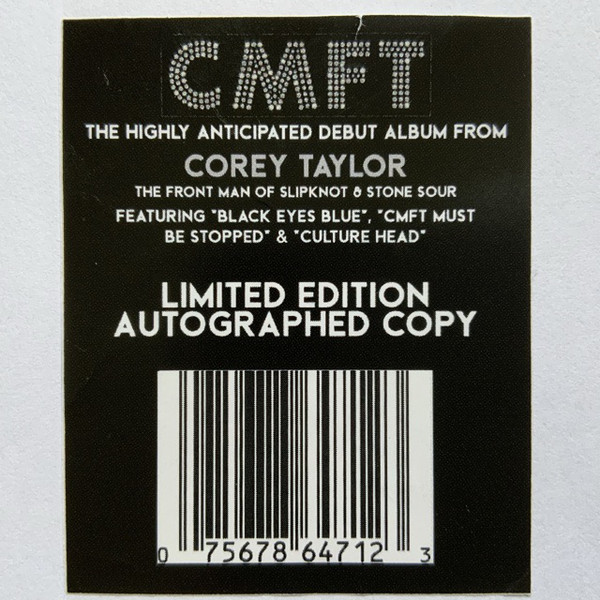 CMFT
THE HIGHLY ANTICIPATED DEBUT ALBUM FROM
COREY TAYLOR
THE FRONT MAN OF SLIPKNOT & STONE SOUR
FEATURING "BLACK EYES BLUE", "CMFT MUST
BE STOPPED" & "CULTURE HEAD"
LIMITED EDITION
AUTOGRAPHED COPY
0 75678 64712 3